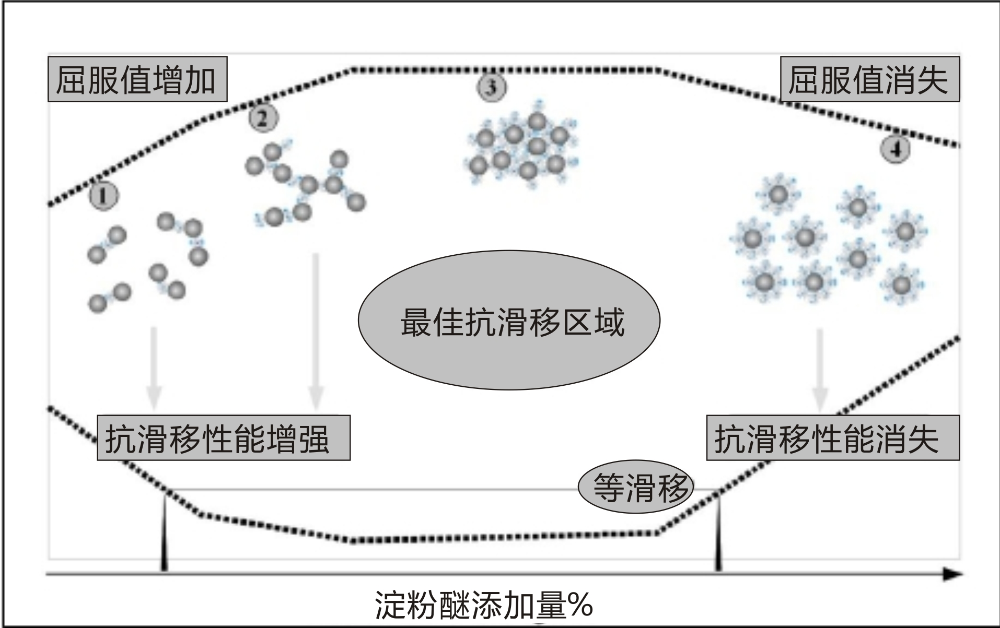 屈服值增加
屈服值消失
3
2
4
1
最佳抗滑移区域
抗滑移性能增强
抗滑移性能消失
等滑移
淀粉醚添加量%